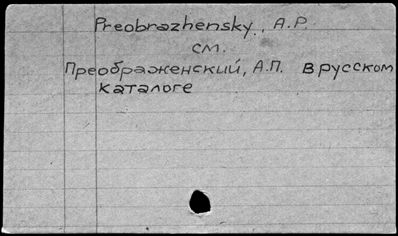 Preobrazhensky, A.P.
см.
Преображенский, А.П. в русском
каталоге